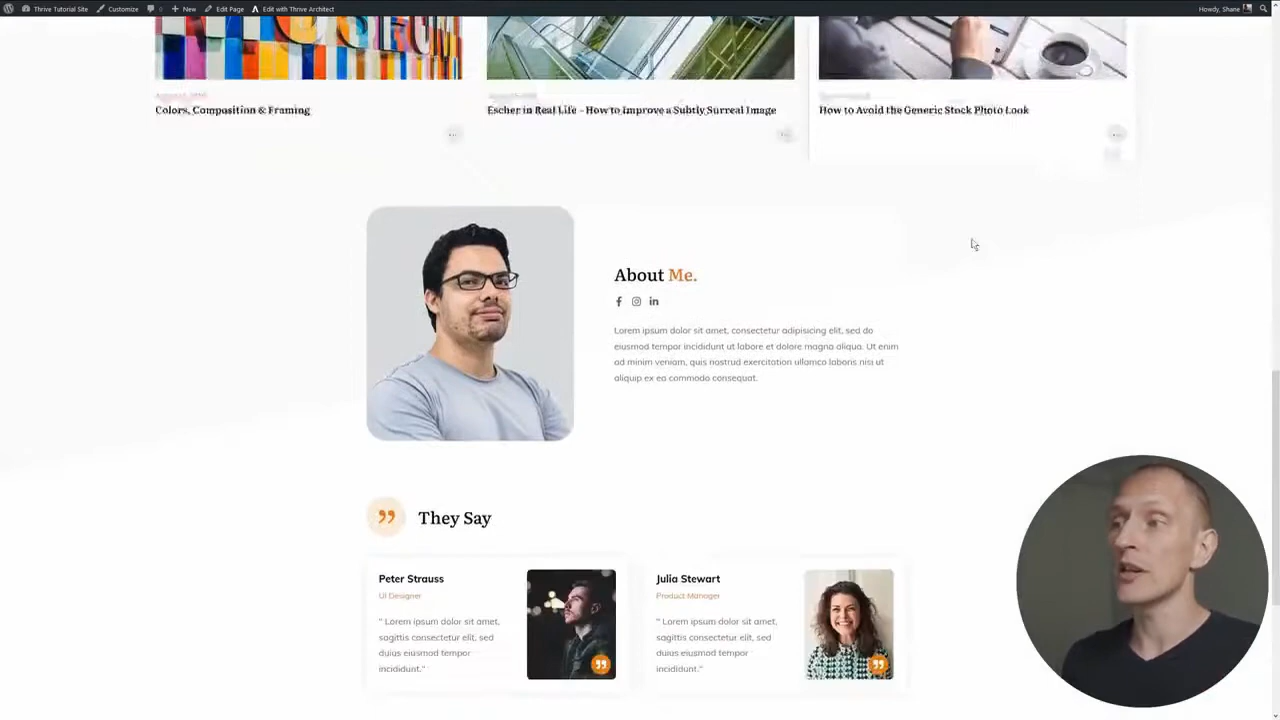 Thrive Tutorial Site Customize 0 New Edit Page Edit with Thrive Architect Howdy, Shane
Colors, Composition & Framing
Escher in Real Life – How to Improve a Subtly Surreal Image
How to Avoid the Generic Stock Photo Look
About Me.
Lorem ipsum dolor sit amet, consectetur adipiscing elit, sed do
eiusmod tempor incididunt ut labore et dolore magna aliqua. Ut enim
ad minim veniam, quis nostrud exercitation ullamco laboris nisi ut
aliquip ex ea commodo consequat.
They Say
Peter Strauss
UI Designer
" Lorem ipsum dolor sit amet,
sagittis consectetur elit, sed
duius eiusmod tempor
incididunt."
Julia Stewart
Product Manager
" Lorem ipsum dolor sit amet,
sagittis consectetur elit, sed
duius eiusmod tempor
incididunt."